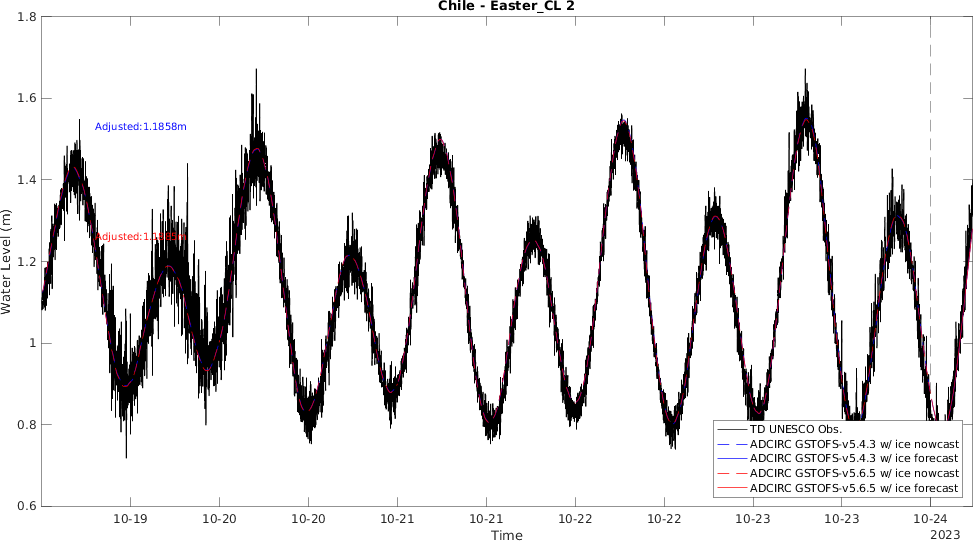 Chile - Easter_CL 2
1.8
1.6
1.4
1.2
1
0.8
0.6
Water Level (m)
Adjusted:1.1858m
TD UNESCO Obs.
ADCIRC GSTOFS-v5.4.3 w/ ice nowcast
ADCIRC GSTOFS-v5.4.3 w/ ice forecast
ADCIRC GSTOFS-v5.6.5 w/ ice nowcast
ADCIRC GSTOFS-v5.6.5 w/ ice forecast
10-19 10-20 10-20 10-21 10-21 10-22 10-22 10-23 10-23 10-24
2023
Time